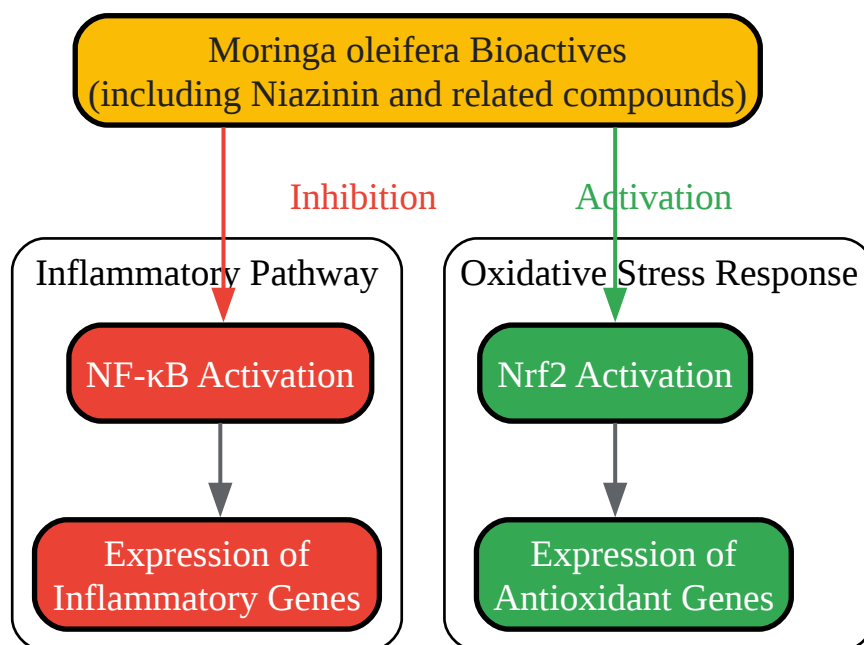 Moringa oleifera Bioactives
(including Niazinin and related compounds)
Inhibition
Activation
Inflammatory Pathway
Oxidative Stress Response
NF-κB Activation
Nrf2 Activation
Expression of
Inflammatory Genes
Expression of
Antioxidant Genes